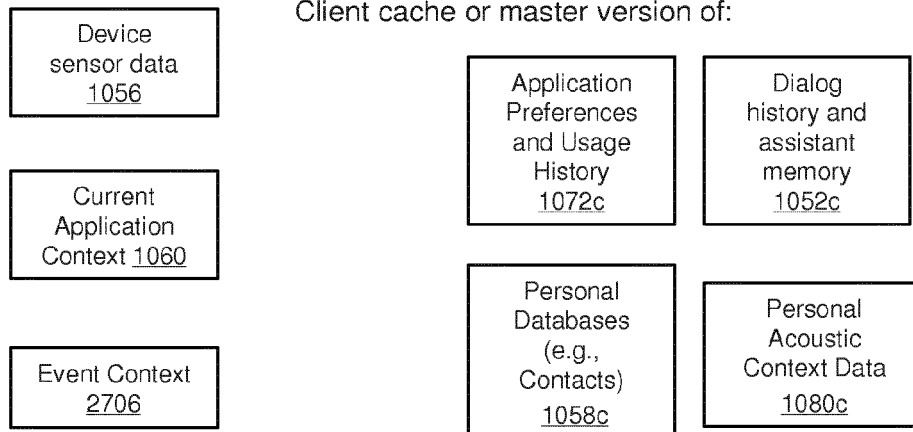 Client cache or master version of:
Device
sensor data
1056
Current
Application
Context 1060
Event Context
2706
Application
Preferences
and Usage
History
1072c
Dialog
history and
assistant
memory
1052c
Personal
Databases
(e.g.,
Contacts)
1058c
Personal
Acoustic
Context Data
1080c